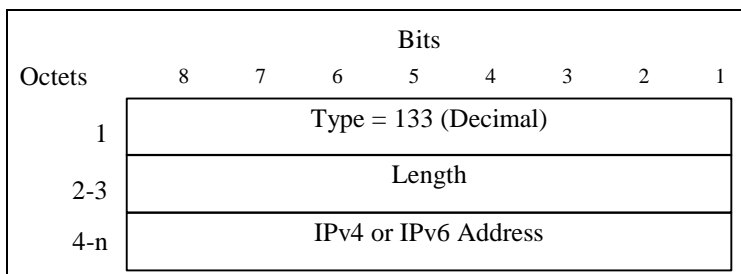 Bits
Octets 8 7 6 5 4 3 2 1
1 Type = 133 (Decimal)
2-3 Length
4-n IPv4 or IPv6 Address